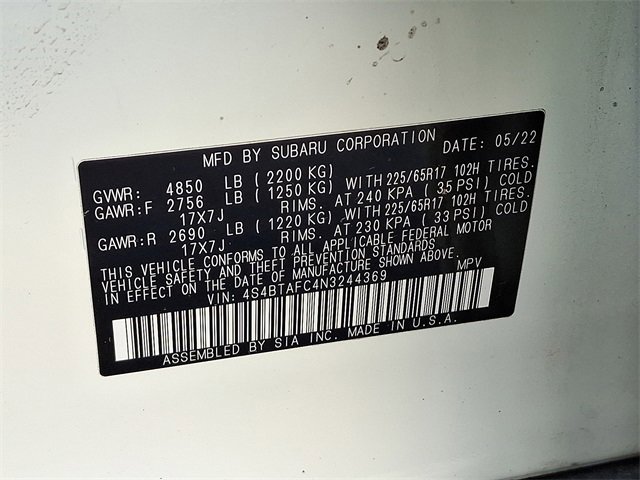 MFD BY SUBARU CORPORATION DATE: 05/22
GVWR: 4850 LB (2200 KG)
GAWR:F 2756 LB (1250 KG) WITH 225/65R17 102H TIRES.
17X7J RIMS. AT 240 KPA (35 PSI) COLD
GAWR:R 2690 LB (1220 KG) WITH 225/65R17 102H TIRES.
17X7J RIMS. AT 230 KPA (33 PSI) COLD
THIS VEHICLE CONFORMS TO ALL APPLICABLE FEDERAL MOTOR
VEHICLE SAFETY AND THEFT PREVENTION STANDARDS
IN EFFECT ON THE DATE OF MANUFACTURE SHOWN ABOVE.
VIN: 4S4BTAFC4N3244369 MPV
ASSEMBLED BY SIA INC. MADE IN U.S.A.